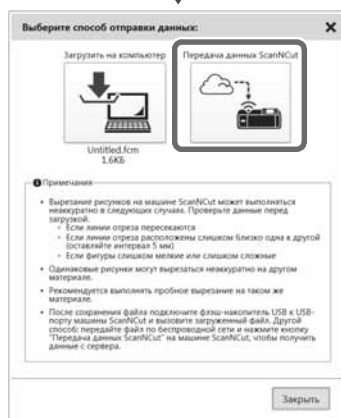 Выберите способ отправки данных:
Загрузить на компьютер
Передача данных ScanNCut
Untitled.fcm
1.6КБ
Примечания
• Вырезание рисунков на машине ScanNCut может выполняться
неаккуратно в следующих случаях. Проверьте данные перед
загрузкой.
◦ Если линии отреза пересекаются
◦ Если линии отреза расположены слишком близко одна к другой
(оставляйте интервал 5 мм)
◦ Если фигуры слишком мелкие или слишком сложные
• Одинаковые рисунки могут вырезаться неаккуратно на другом
материале.
• Рекомендуется выполнять пробное вырезание на таком же
материале.
• После сохранения файла подключите флэш-накопитель USB к USB-
порту машины ScanNCut и вызовите загруженный файл. Другой
способ: передайте файл по беспроводной сети и нажмите кнопку
"Передача данных ScanNCut" на машине ScanNCut, чтобы получить
данные с сервера.
Закрыть